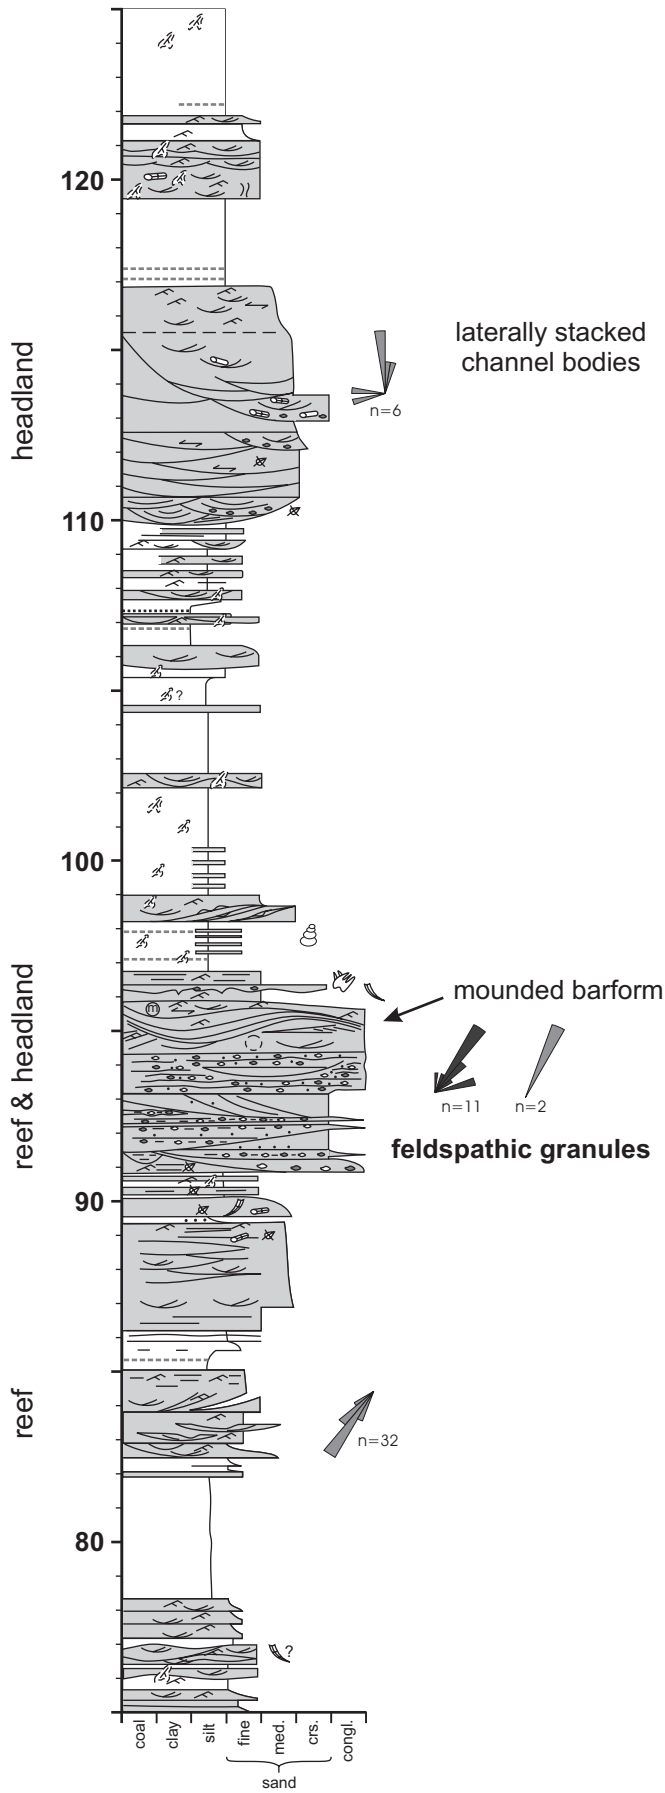 120
headland
laterally stacked
channel bodies
n=6
110
?
100
reef & headland
m
mounded barform
n=11
n=2
feldspathic granules
90
reef
n=32
80
?
coal
clay
silt
fine
med.
crs.
congl.
sand